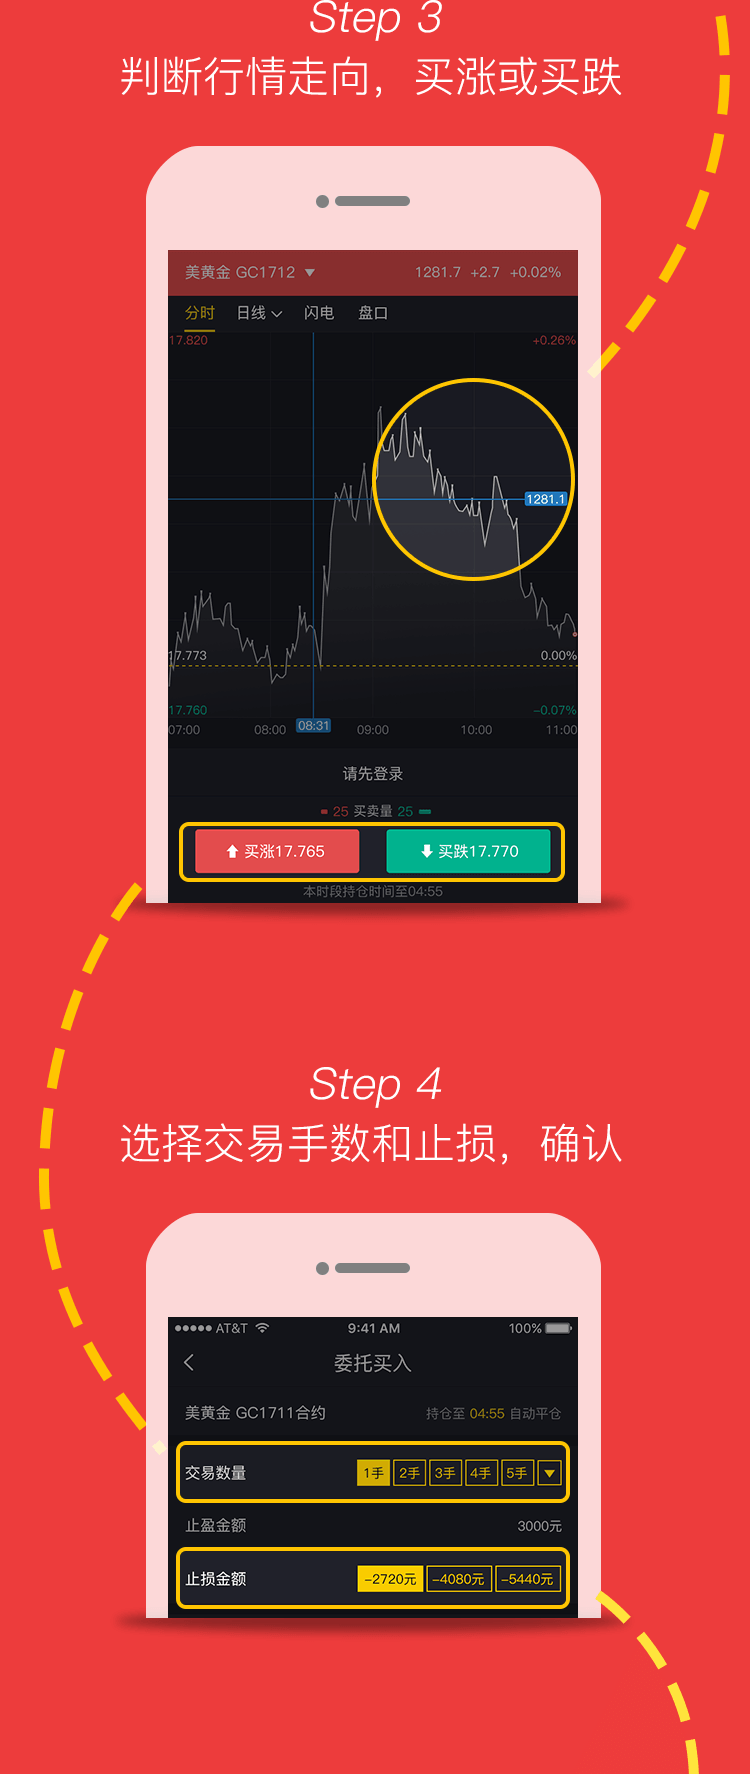 Step 3
判断行情走向，买涨或买跌
美黄金 GC1712 ▼ 1281.7 +2.7 +0.02%
分时 日线 闪电 盘口
17.820 +0.26%
1281.1
17.773 0.00%
17.760 -0.07%
07:00 08:00 08:31 09:00 10:00 11:00
请先登录
25 买卖量 25
买涨17.765 买跌17.770
本时段持仓时间至04:55
Step 4
选择交易手数和止损，确认
AT&T 9:41 AM 100%
委托买入
美黄金 GC1711合约 持仓至 04:55 自动平仓
交易数量 1手 2手 3手 4手 5手
止盈金额 3000元
止损金额 -2720元 -4080元 -5440元